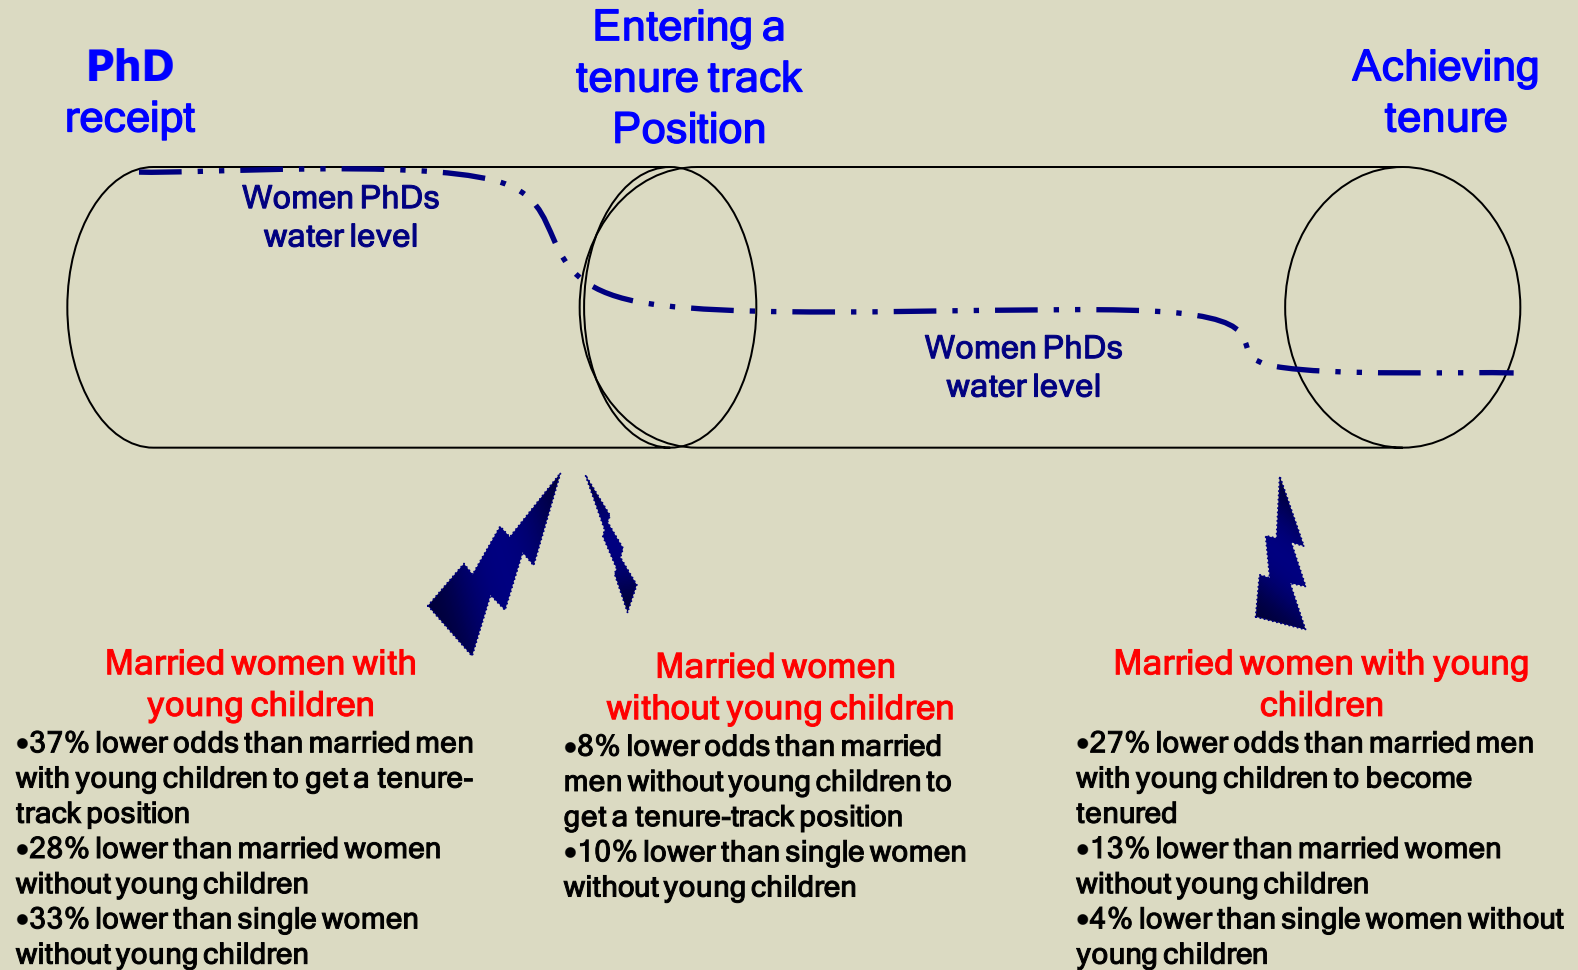 PhD
receipt
Entering a
tenure track
Position
Achieving
tenure
Women PhDs
water level
Women PhDs
water level
Married women with
young children
•37% lower odds than married men
with young children to get a tenure-
track position
•28% lower than married women
without young children
•33% lower than single women
without young children
Married women
without young children
•8% lower odds than married
men without young children to
get a tenure-track position
•10% lower than single women
without young children
Married women with young
children
•27% lower odds than married men
with young children to become
tenured
•13% lower than married women
without young children
•4% lower than single women without
young children